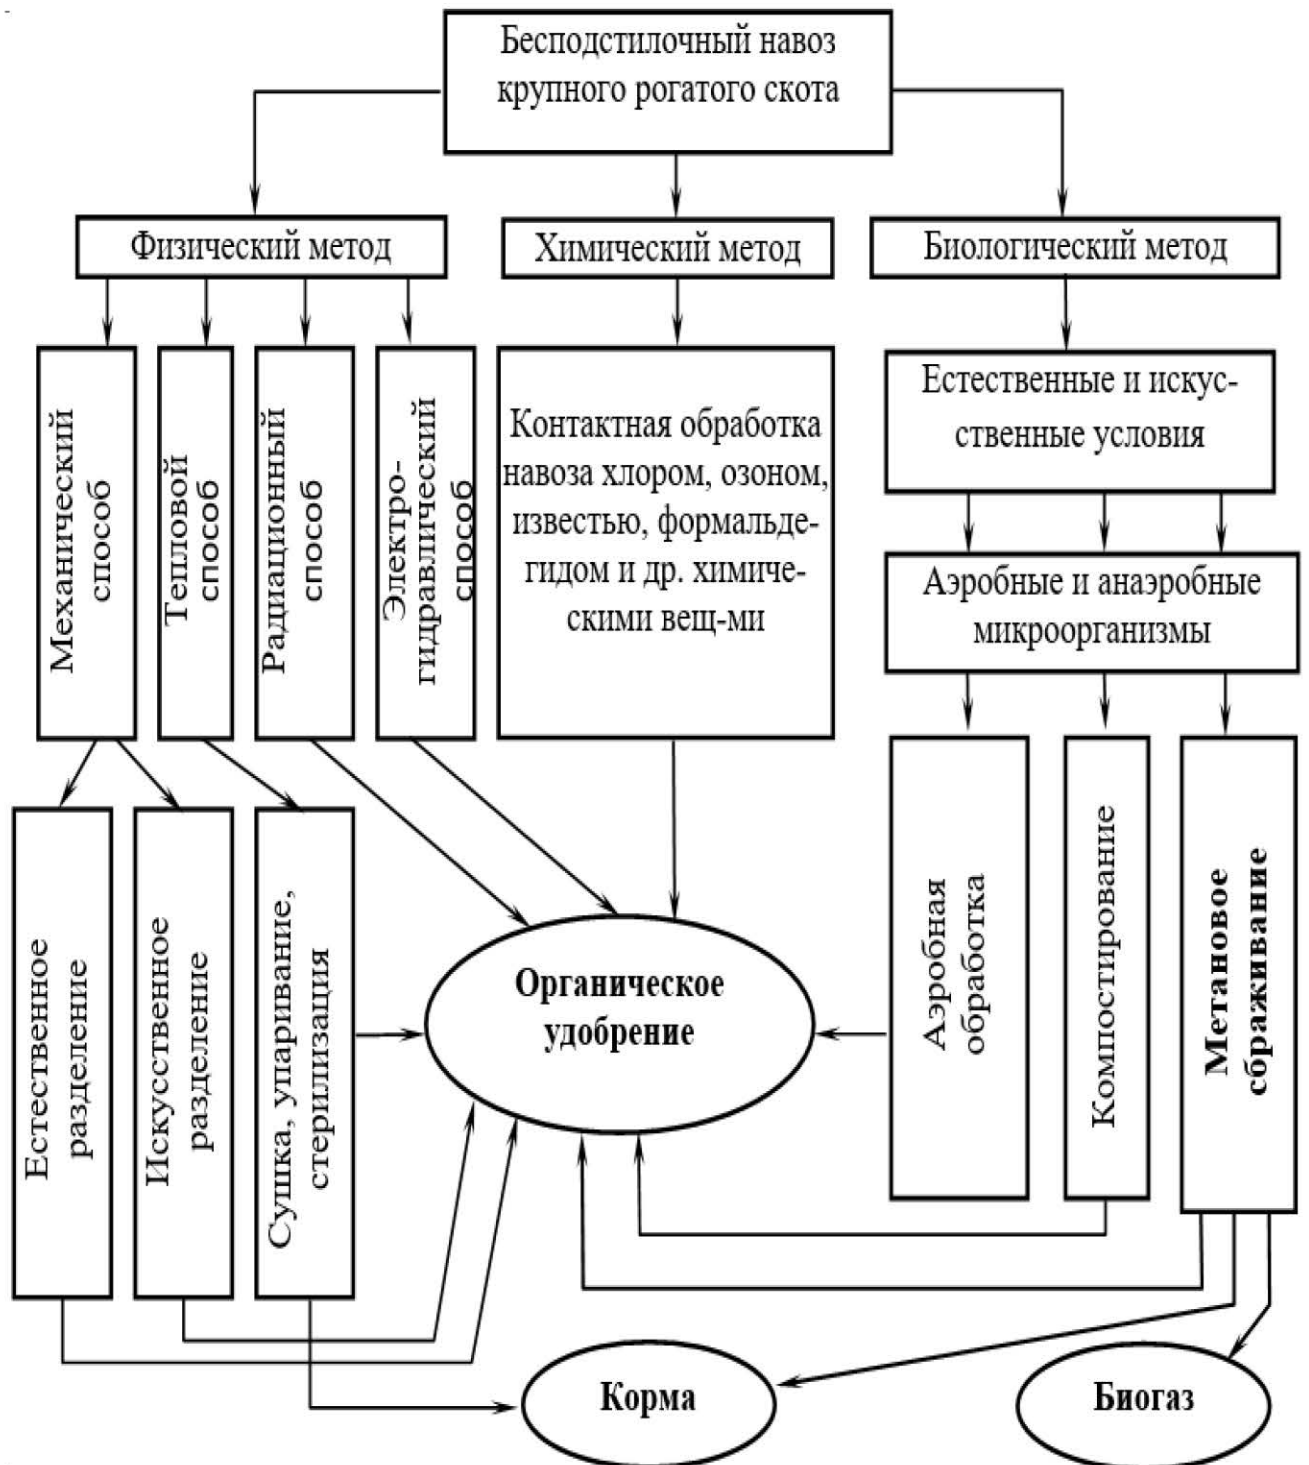 Бесподстилочный навоз
крупного рогатого скота
Физический метод
Химический метод
Биологический метод
Механический
способ
Тепловой
способ
Радиационный
способ
Электро-
гидравлический
способ
Контактная обработка
навоза хлором, озоном,
известью, формальде-
гидом и др. химиче-
скими вещ-ми
Естественные и искус-
ственные условия
Аэробные и анаэробные
микроорганизмы
Естественное
разделение
Искусственное
разделение
Сушка, упаривание,
стерилизация
Органическое
удобрение
Аэробная
обработка
Компостирование
Метановое
сбраживание
Корма
Биогаз